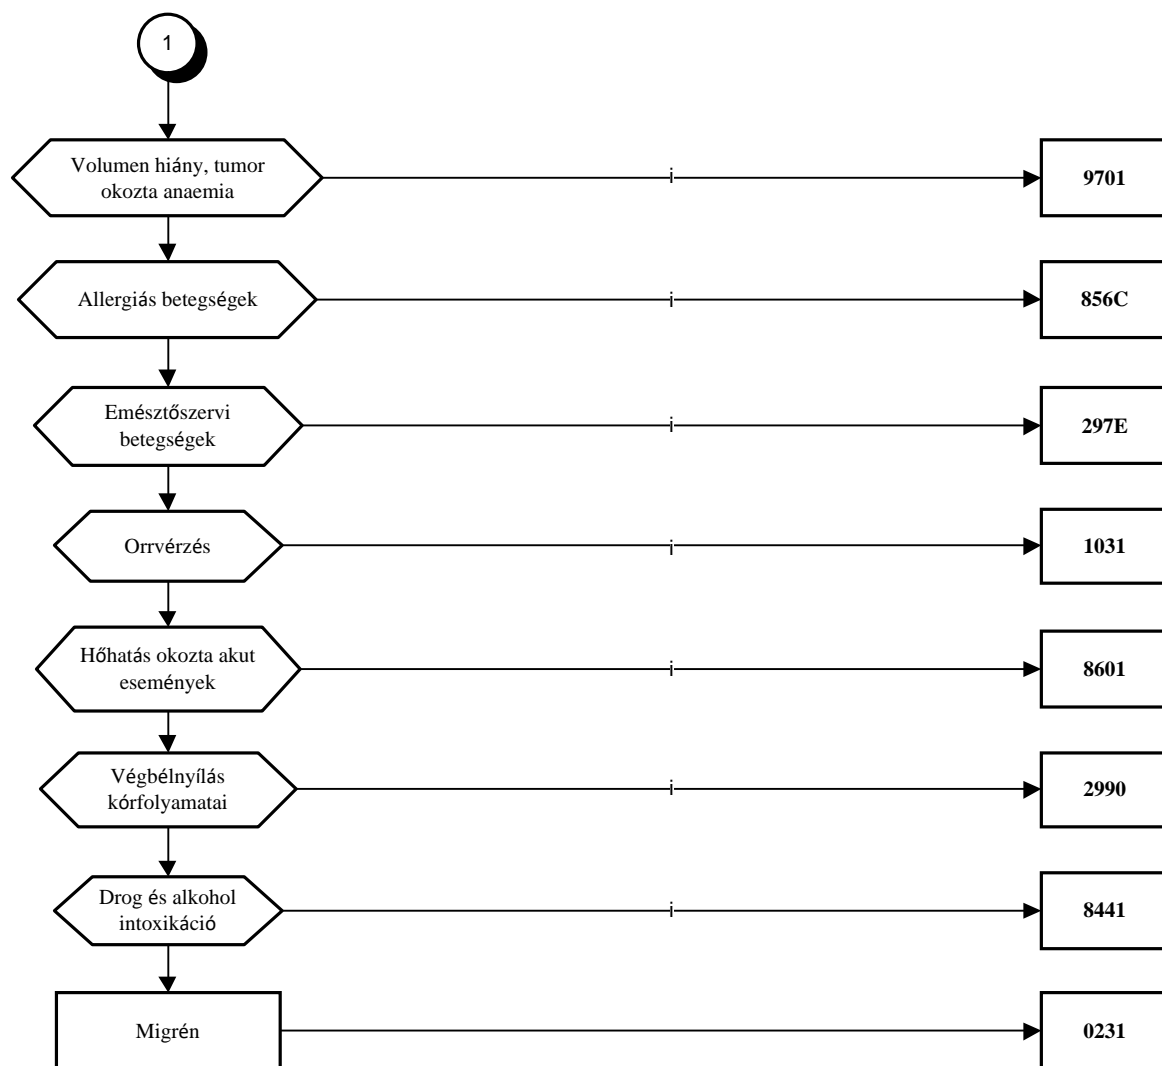 1
Volumen hiány, tumor
okozta anaemia
i
9701
Allergiás betegségek
i
856C
Emésztőszervi
betegségek
i
297E
Orrvérzés
i
1031
Hőhatás okozta akut
események
i
8601
Végbélnyílás
kórfolyamatai
i
2990
Drog és alkohol
intoxikáció
i
8441
Migrén
0231